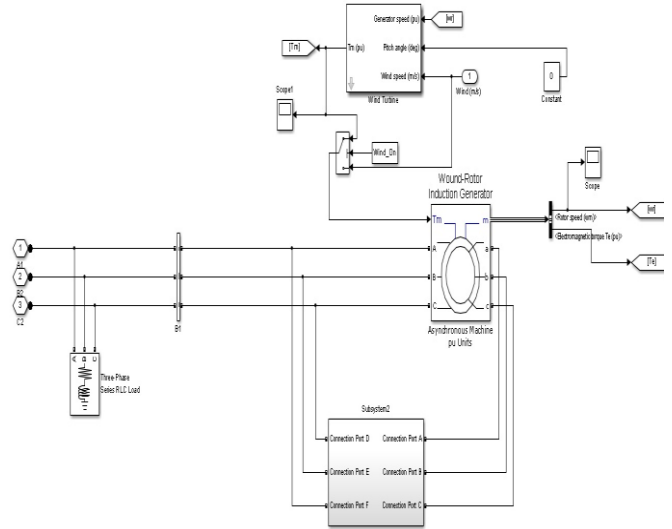 Generator speed (pu)
[wr]
[Tm]
Tm (pu)
Pitch angle (deg)
Wind speed (m/s)
0
Constant
1
Wind (m/s)
Wind Turbine
Scope1
Wind_On
Wound-Rotor
Induction Generator
Scope
Tm
m
<Rotor speed (wm)>
[wr]
<Electromagnetic torque Te (pu)>
[Te]
1
A1
A
a
2
B2
B
b
3
C2
C
c
B1
Asynchronous Machine
pu Units
A
B
C
Three-Phase
Series RLC Load
Subsystem2
Connection Port D
Connection Port A
Connection Port E
Connection Port B
Connection Port F
Connection Port C